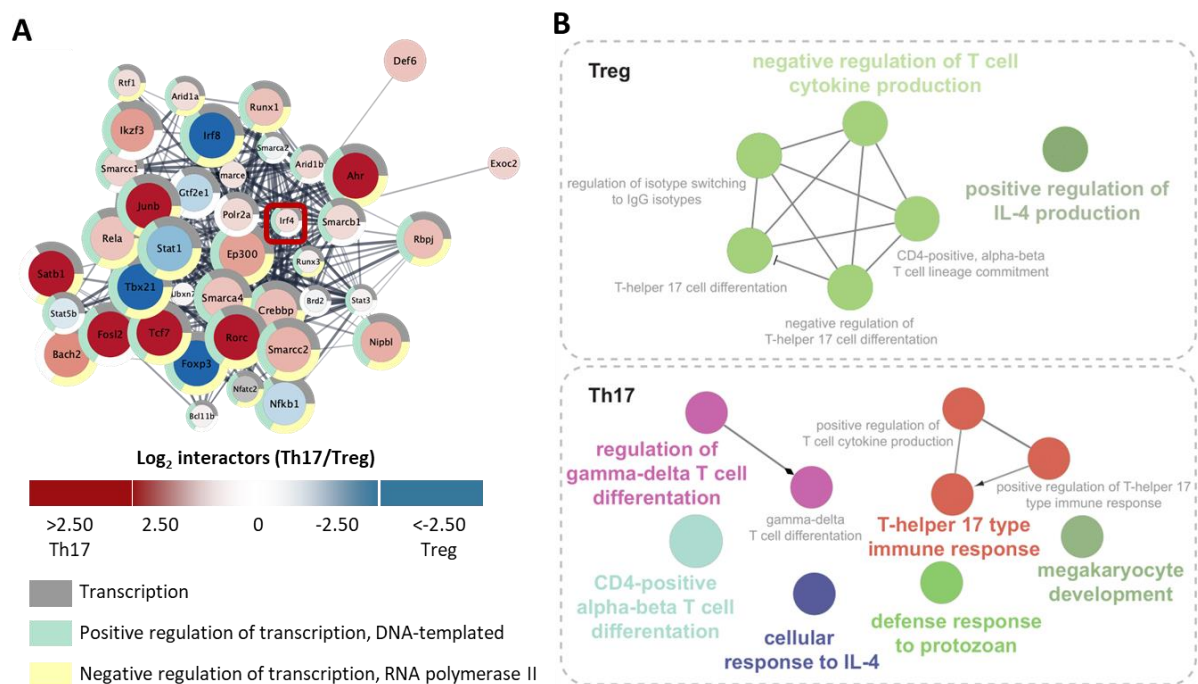 A
Def6
Rtf1
Arid1a
Runx1
Ikzf3
Irf8
Smarca2
Arid1b
Exoc2
Smarcc1
Smarce
Ahr
Gtf2e1
Junb
Polr2a
Irf4
Smarcb1
Rela
Stat1
Ep300
Rbpj
Runx3
Satb1
Tbx21
Ubxn7
Smarca4
Brd2
Stat3
Stat5b
Crebbp
Fosl2
Tcf7
Rorc
Smarcc2
Nipbl
Bach2
Foxp3
Nfatc2
Nfkb1
Bcl11b
Log2 interactors (Th17/Treg)
>2.50 2.50 0 -2.50 <-2.50
Th17 Treg
Transcription
Positive regulation of transcription, DNA-templated
Negative regulation of transcription, RNA polymerase II
B
Treg
negative regulation of T cell
cytokine production
regulation of isotype switching
to IgG isotypes
positive regulation of
IL-4 production
CD4-positive, alpha-beta
T cell lineage commitment
T-helper 17 cell differentation
negative regulation of
T-helper 17 cell differentation
Th17
regulation of
gamma-delta T cell
differentation
gamma-delta
T cell differentation
positive regulation of
T cell cytokine production
positive regulation of T-helper 17
type immune response
T-helper 17 type
immune response
CD4-positive
alpha-beta T cell
differentation
cellular
response to IL-4
defense response
to protozoan
megakaryocyte
development